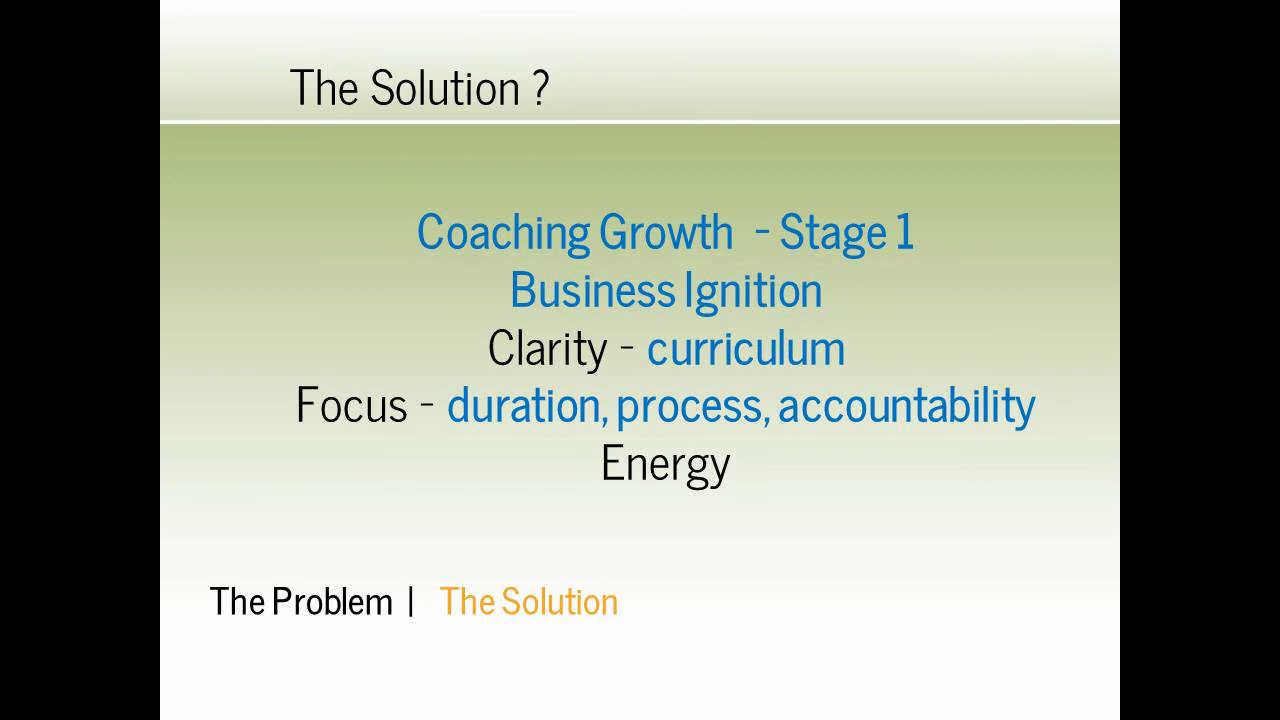 The Solution ?
Coaching Growth - Stage 1
Business Ignition
Clarity - curriculum
Focus - duration, process, accountability
Energy
The Problem | The Solution